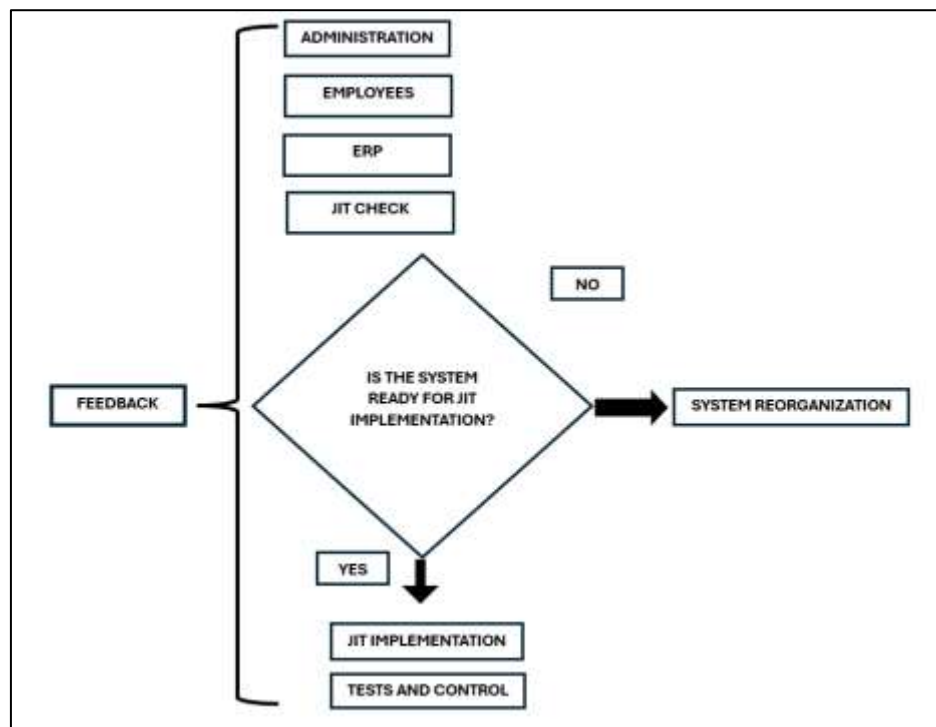 ADMINISTRATION
EMPLOYEES
ERP
JIT CHECK
NO
IS THE SYSTEM
READY FOR JIT
IMPLEMENTATION?
FEEDBACK
SYSTEM REORGANIZATION
YES
JIT IMPLEMENTATION
TESTS AND CONTROL